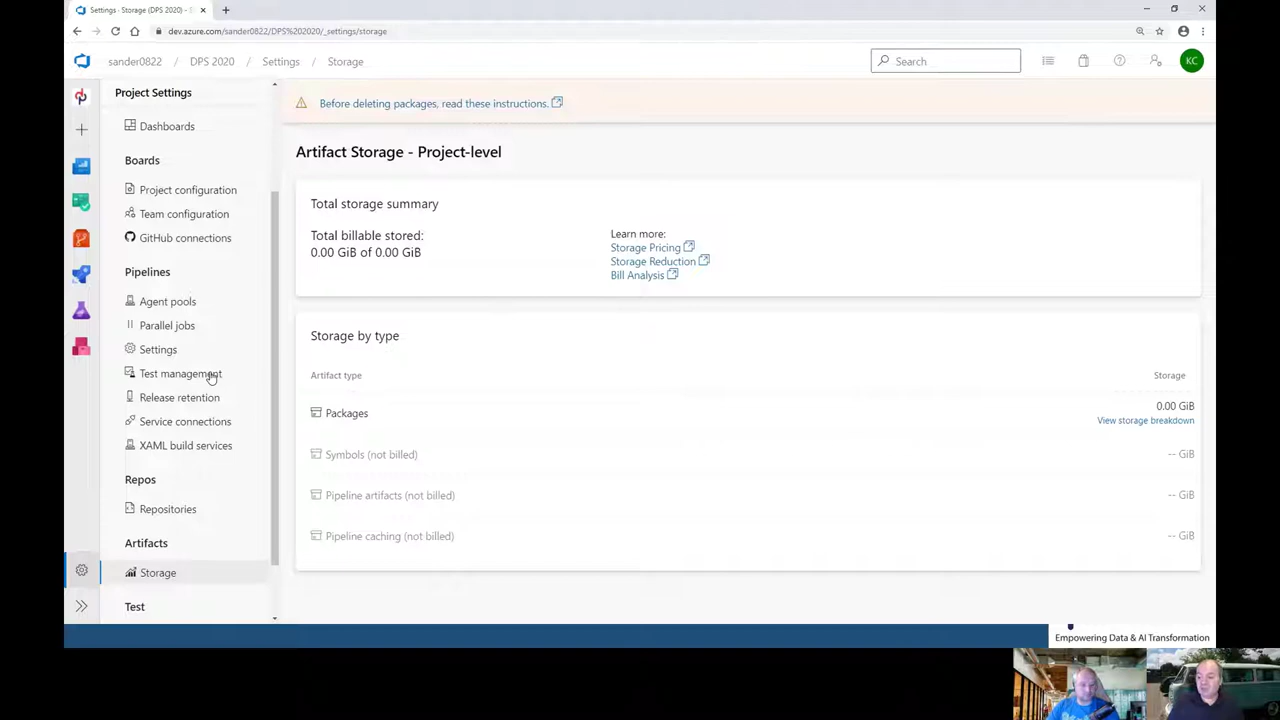 Settings · Storage (DPS 2020) -
dev.azure.com/sander0822/DPS%202020/_settings/storage
sander0822 / DPS 2020 / Settings / Storage
Search
KC
Project Settings
Dashboards
Boards
Project configuration
Team configuration
GitHub connections
Pipelines
Agent pools
Parallel jobs
Settings
Test management
Release retention
Service connections
XAML build services
Repos
Repositories
Artifacts
Storage
Test
Before deleting packages, read these instructions.
Artifact Storage - Project-level
Total storage summary
Total billable stored:
0.00 GiB of 0.00 GiB
Learn more:
Storage Pricing
Storage Reduction
Bill Analysis
Storage by type
Artifact type Storage
Packages 0.00 GiB
View storage breakdown
Symbols (not billed) -- GiB
Pipeline artifacts (not billed) -- GiB
Pipeline caching (not billed) -- GiB
Empowering Data & AI Transformation